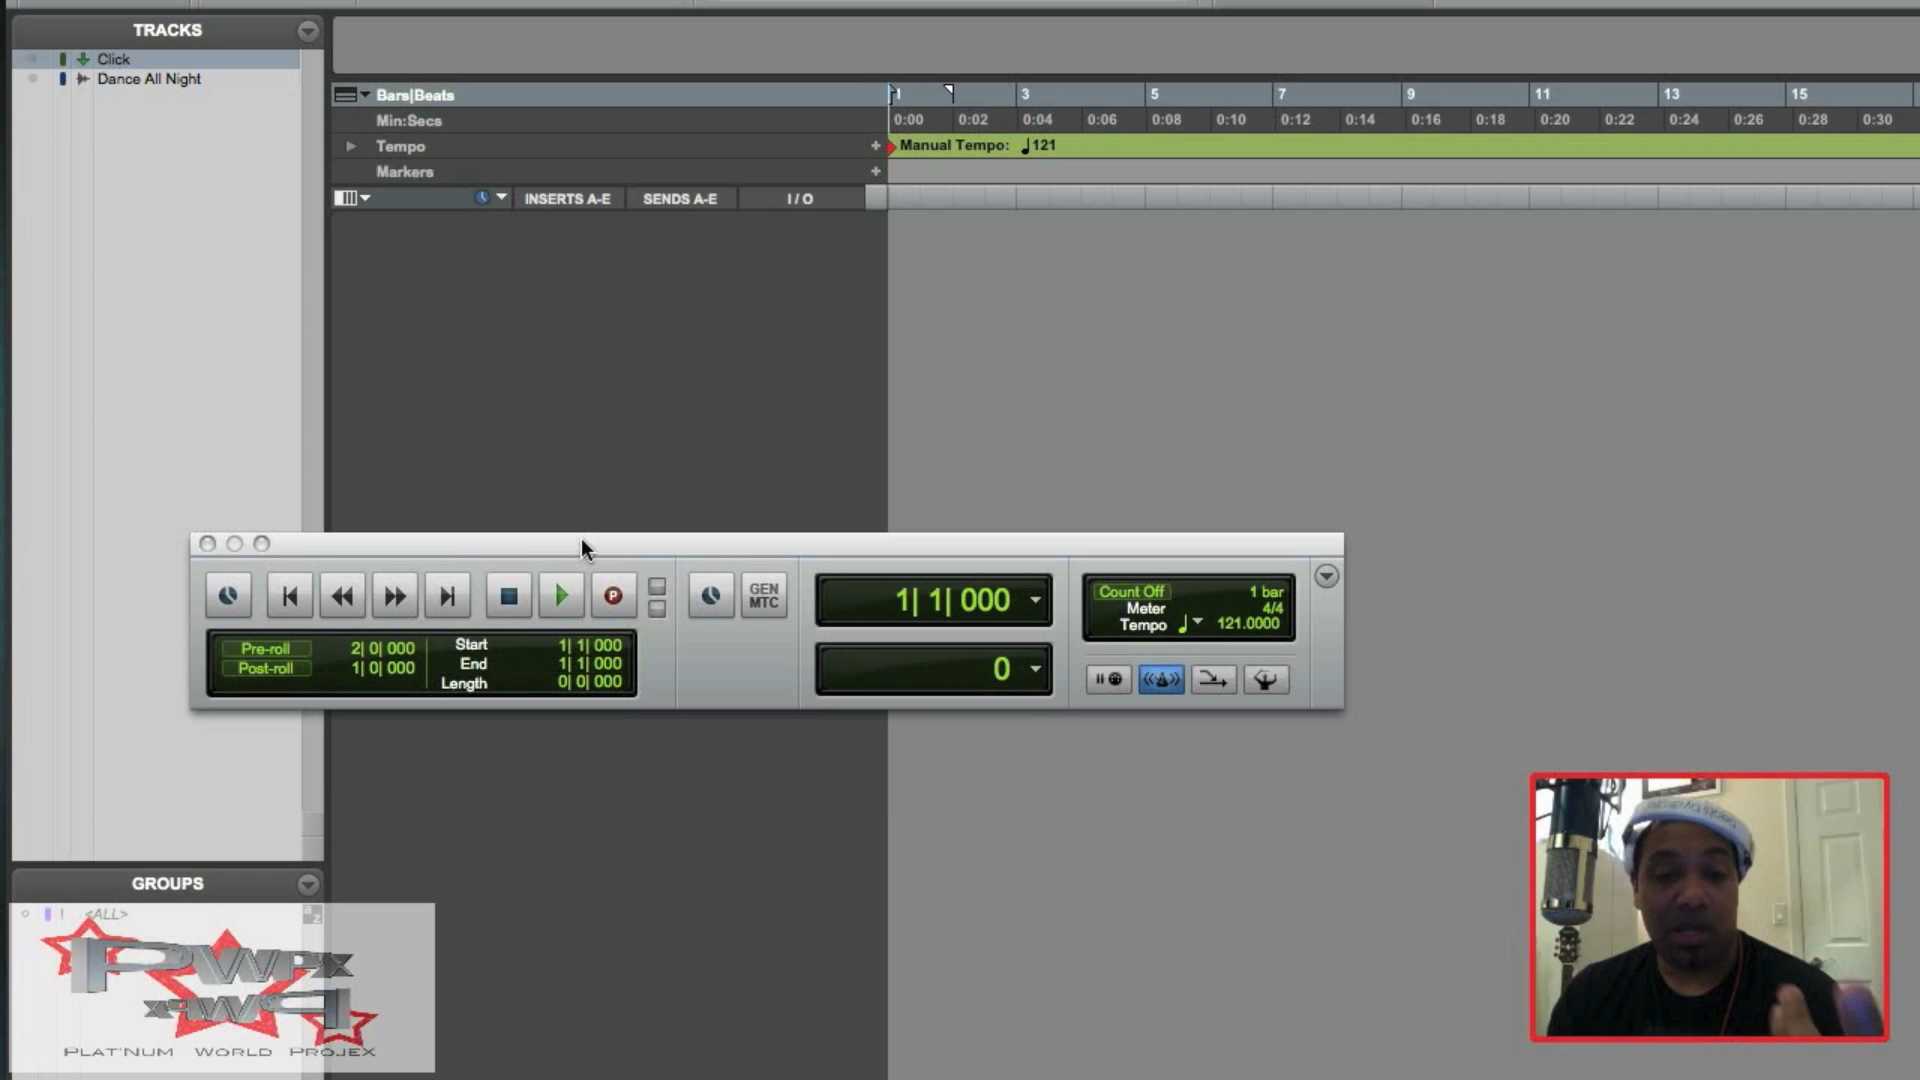 TRACKS
Click
Dance All Night
Bars|Beats
1 3 5 7 9 11 13 15
Min:Secs
0:00 0:02 0:04 0:06 0:08 0:10 0:12 0:14 0:16 0:18 0:20 0:22 0:24 0:26 0:28 0:30
Tempo +
Manual Tempo: ♩121
Markers +
INSERTS A-E SENDS A-E I / O
GEN
MTC
1| 1| 000
0
Count Off 1 bar
Meter 4/4
Tempo ♩ 121.0000
Pre-roll 2| 0| 000
Post-roll 1| 0| 000
Start 1| 1| 000
End 1| 1| 000
Length 0| 0| 000
P
GROUPS
! <ALL>
a
z
PWPX
PWPX
PLAT'NUM WORLD PROJEX